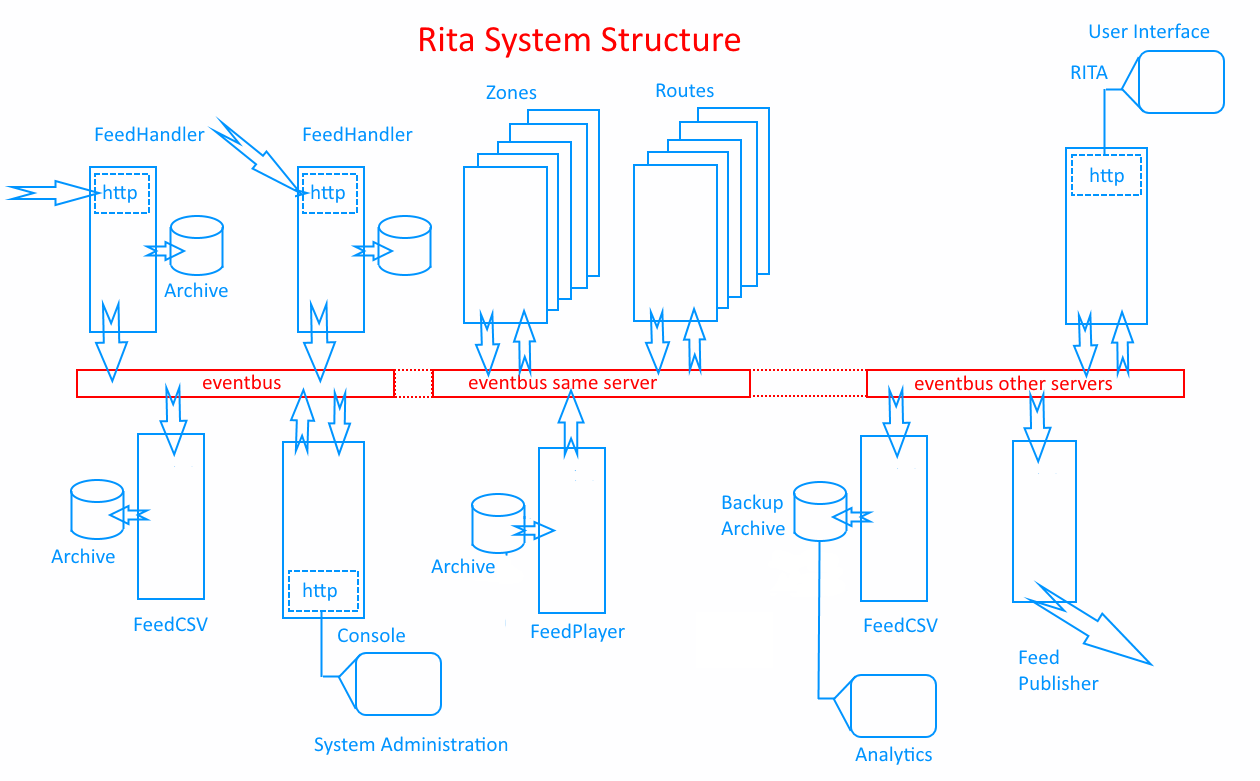 Rita System Structure
User Interface
RITA
Zones
Routes
FeedHandler
FeedHandler
http
http
http
Archive
eventbus
eventbus same server
eventbus other servers
Backup
Archive
Archive
Archive
http
FeedCSV
Console
FeedPlayer
FeedCSV
Feed
Publisher
System Administration
Analytics